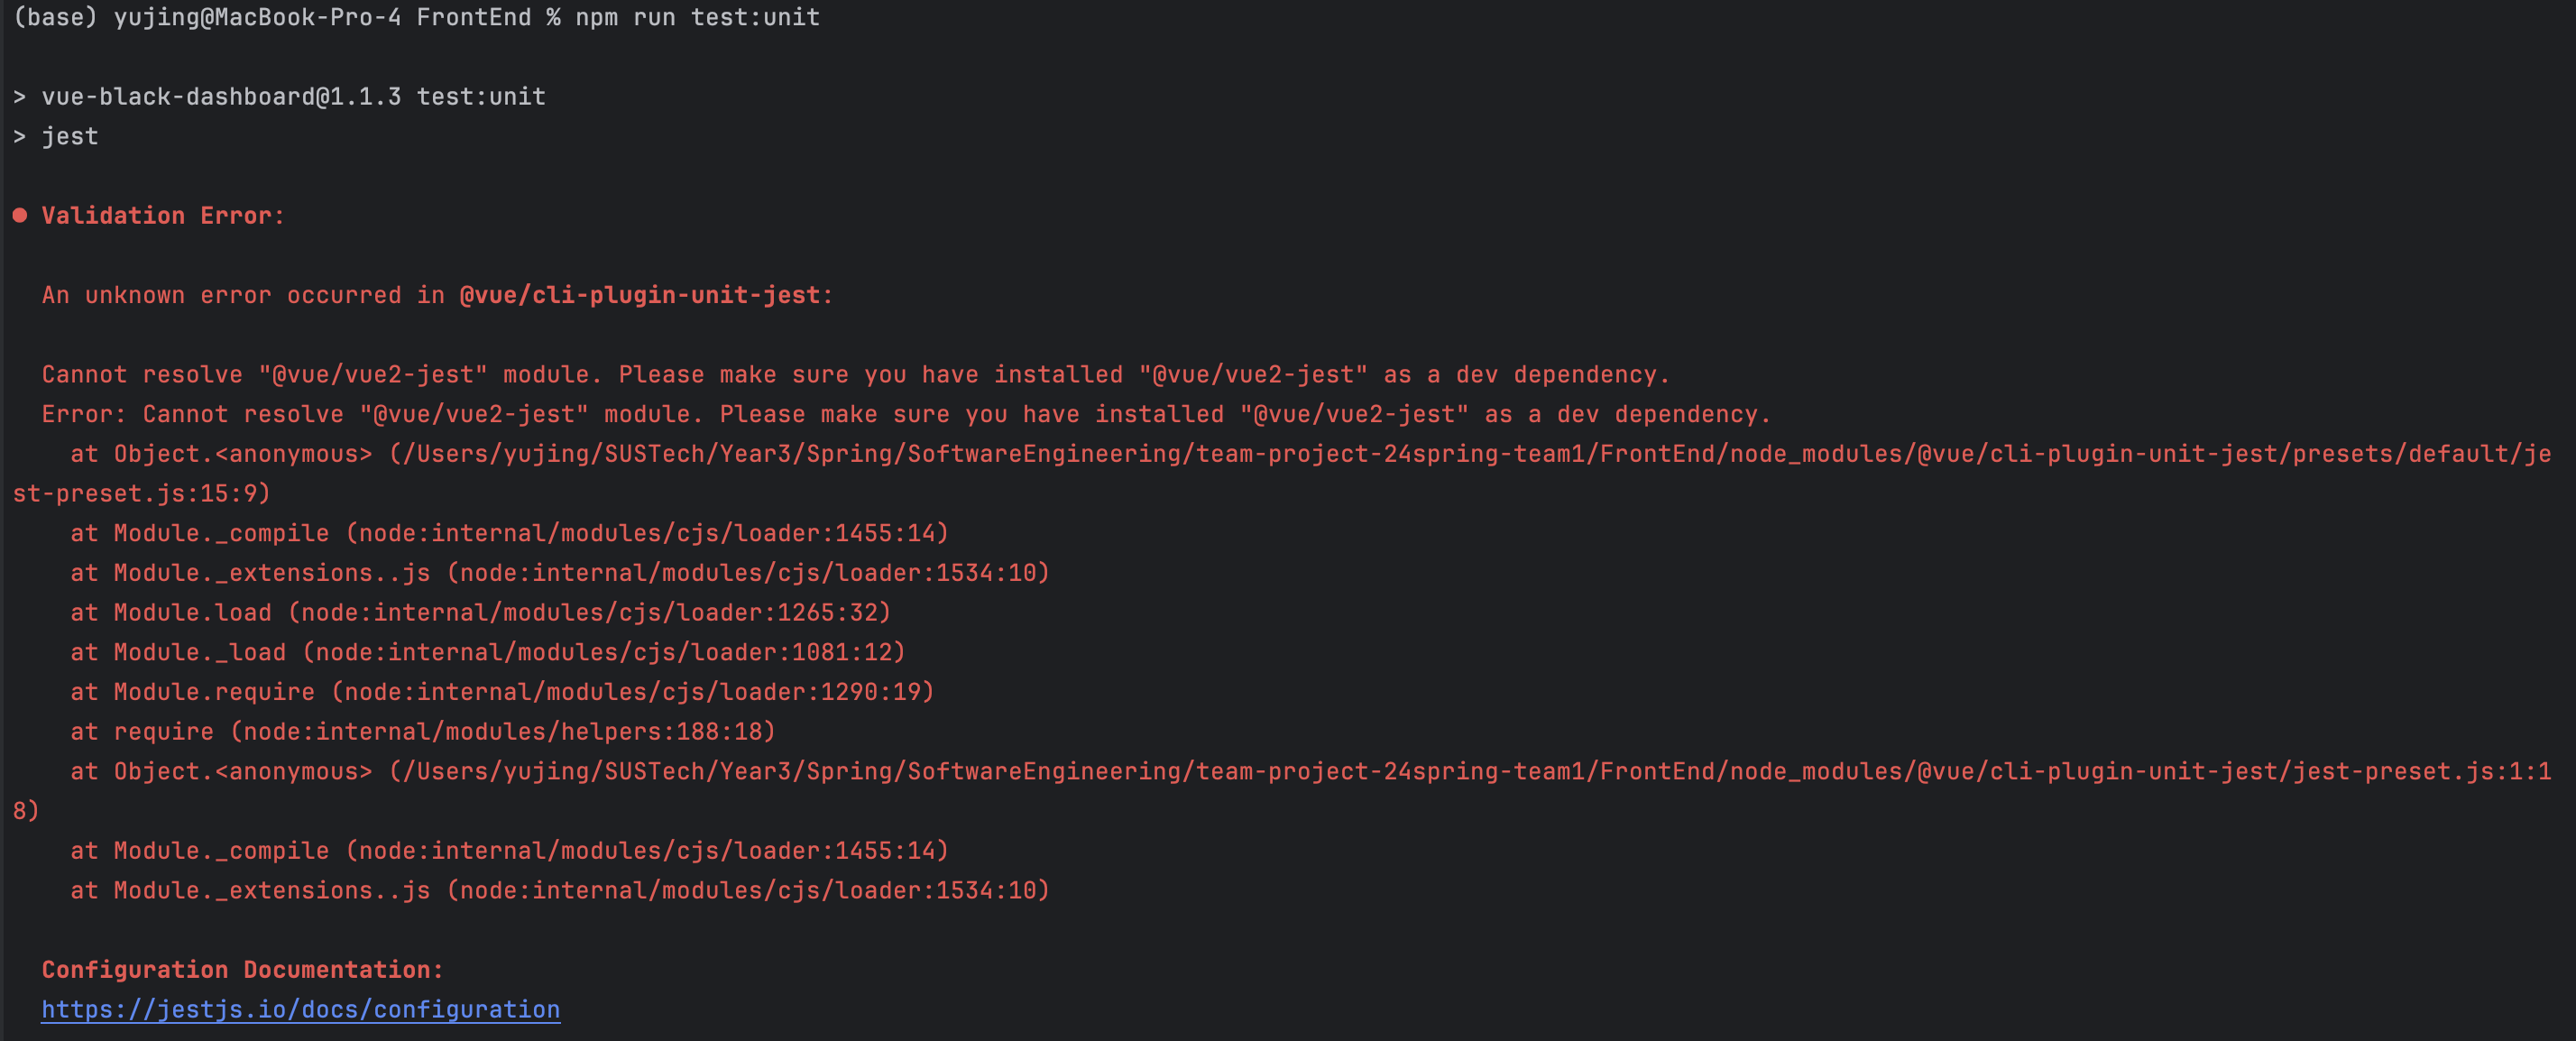 (base) yujing@MacBook-Pro-4 FrontEnd % npm run test:unit
> vue-black-dashboard@1.1.3 test:unit
> jest
● Validation Error:
An unknown error occurred in @vue/cli-plugin-unit-jest:
Cannot resolve "@vue/vue2-jest" module. Please make sure you have installed "@vue/vue2-jest" as a dev dependency.
Error: Cannot resolve "@vue/vue2-jest" module. Please make sure you have installed "@vue/vue2-jest" as a dev dependency.
at Object.<anonymous> (/Users/yujing/SUSTech/Year3/Spring/SoftwareEngineering/team-project-24spring-team1/FrontEnd/node_modules/@vue/cli-plugin-unit-jest/presets/default/je
st-preset.js:15:9)
at Module._compile (node:internal/modules/cjs/loader:1455:14)
at Module._extensions..js (node:internal/modules/cjs/loader:1534:10)
at Module.load (node:internal/modules/cjs/loader:1265:32)
at Module._load (node:internal/modules/cjs/loader:1081:12)
at Module.require (node:internal/modules/cjs/loader:1290:19)
at require (node:internal/modules/helpers:188:18)
at Object.<anonymous> (/Users/yujing/SUSTech/Year3/Spring/SoftwareEngineering/team-project-24spring-team1/FrontEnd/node_modules/@vue/cli-plugin-unit-jest/jest-preset.js:1:1
8)
at Module._compile (node:internal/modules/cjs/loader:1455:14)
at Module._extensions..js (node:internal/modules/cjs/loader:1534:10)
Configuration Documentation:
https://jestjs.io/docs/configuration